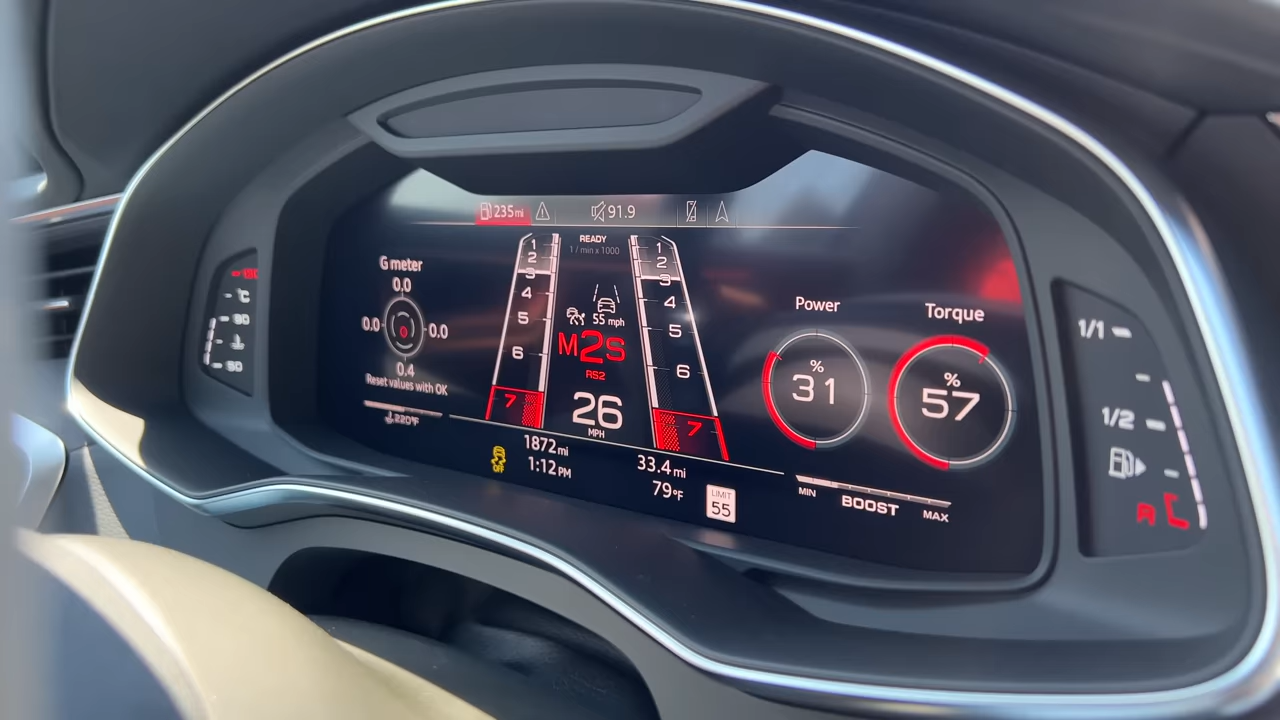 235mi
91.9
READY
1 / min x 1000
G meter
0.0
0.0
0.0
0.4
Reset values with OK
220°F
1
2
3
4
5
6
7
55 mph
M2S
RS2
26
MPH
1
2
3
4
5
6
7
Power
%
31
Torque
%
57
OFF
1872mi
1:12PM
33.4mi
79°F
LIMIT
55
MIN
BOOST
MAX
°C
90
1/1
1/2